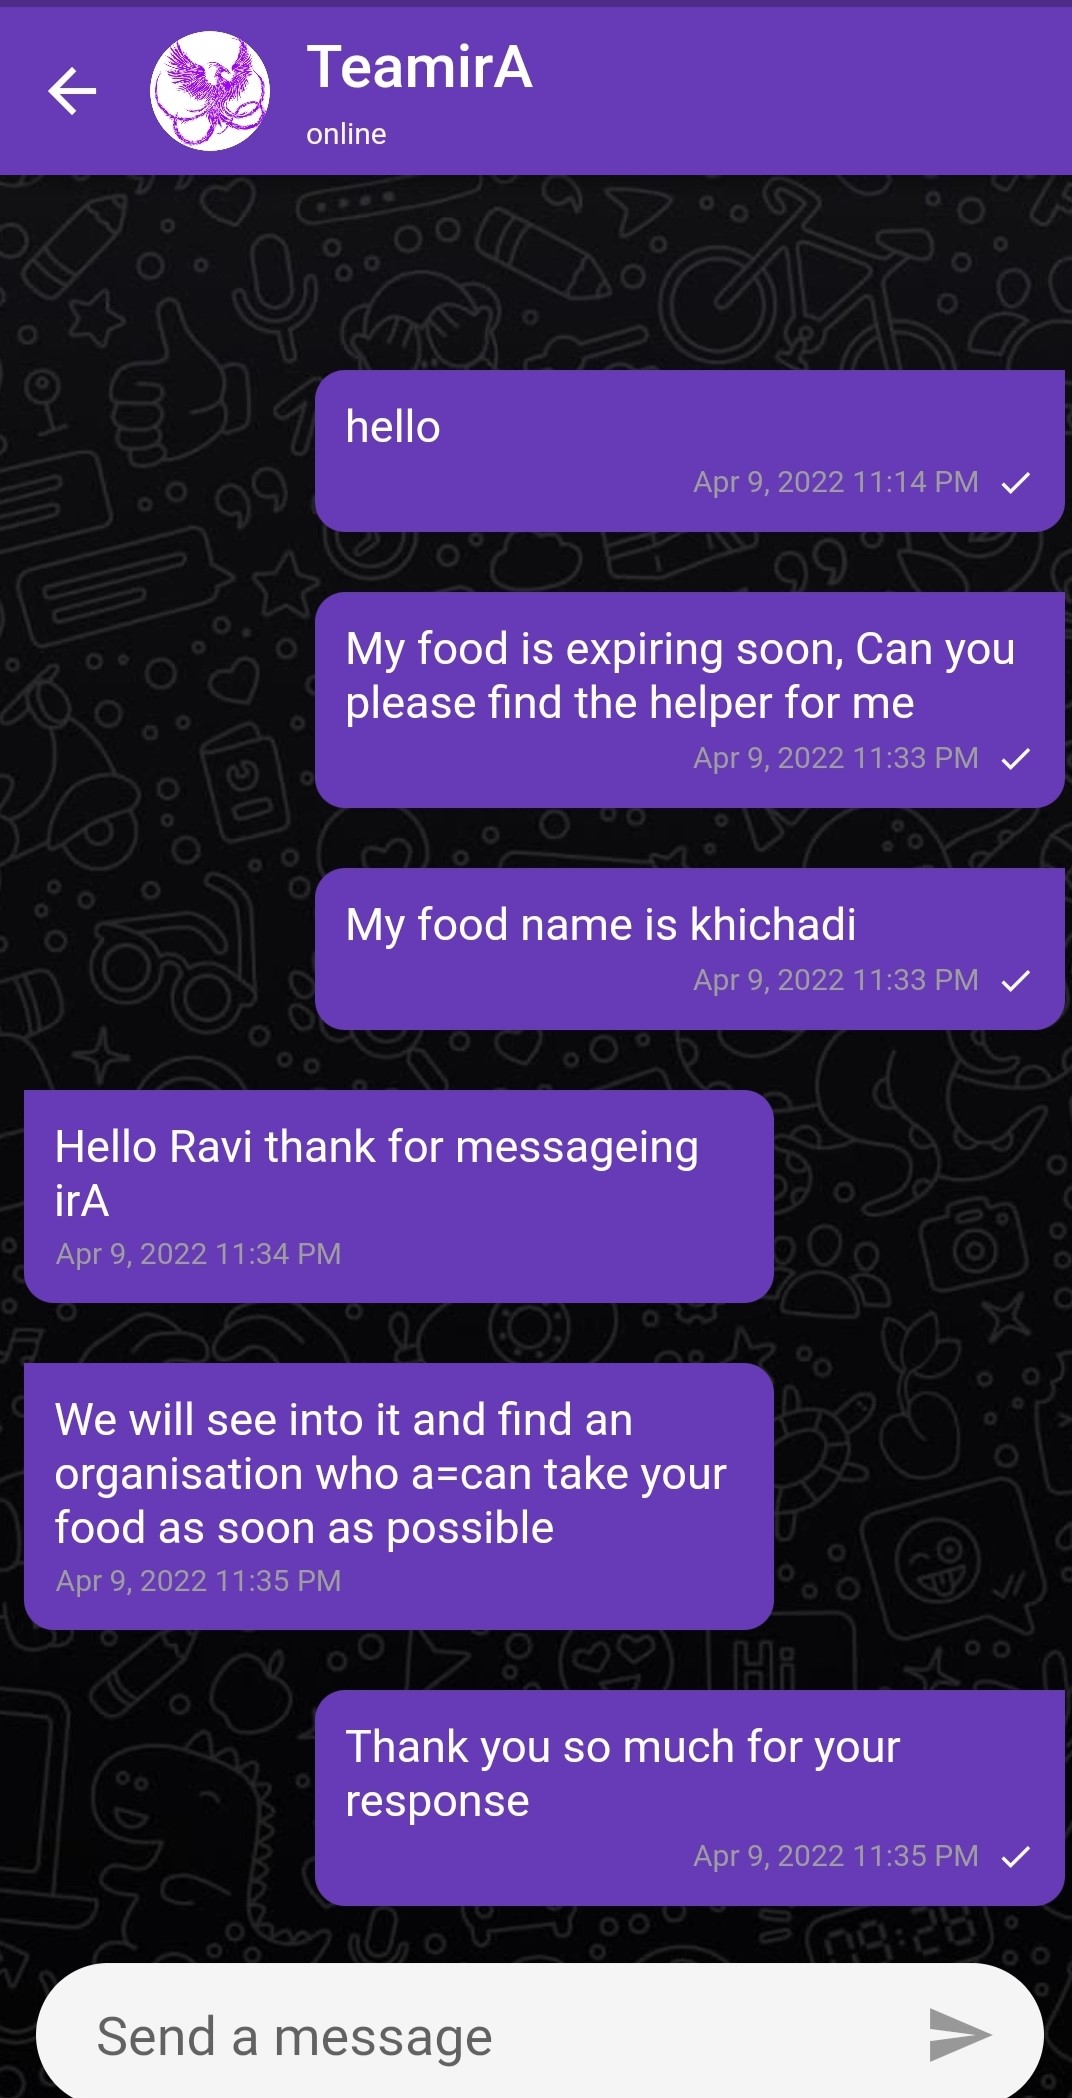 TeamirA
online
hello
Apr 9, 2022 11:14 PM
My food is expiring soon, Can you
please find the helper for me
Apr 9, 2022 11:33 PM
My food name is khichadi
Apr 9, 2022 11:33 PM
Hello Ravi thank for messageing
irA
Apr 9, 2022 11:34 PM
We will see into it and find an
organisation who a=can take your
food as soon as possible
Apr 9, 2022 11:35 PM
Hi
Thank you so much for your
response
Apr 9, 2022 11:35 PM
09:28
Send a message